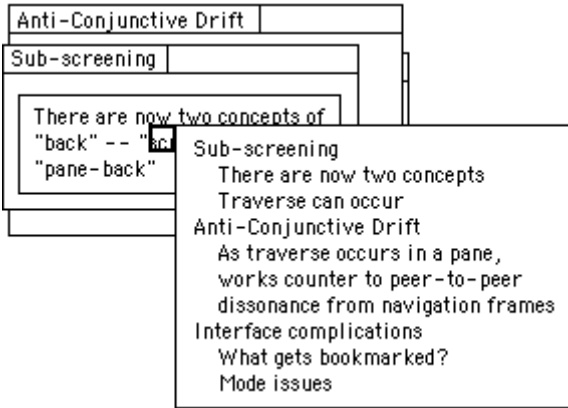 Anti-Conjunctive Drift
Sub-screening
There are now two concepts of
"back" -- "scr
"pane-back"
Sub-screening
There are now two concepts
Traverse can occur
Anti-Conjunctive Drift
As traverse occurs in a pane,
works counter to peer-to-peer
dissonance from navigation frames
Interface complications
What gets bookmarked?
Mode issues